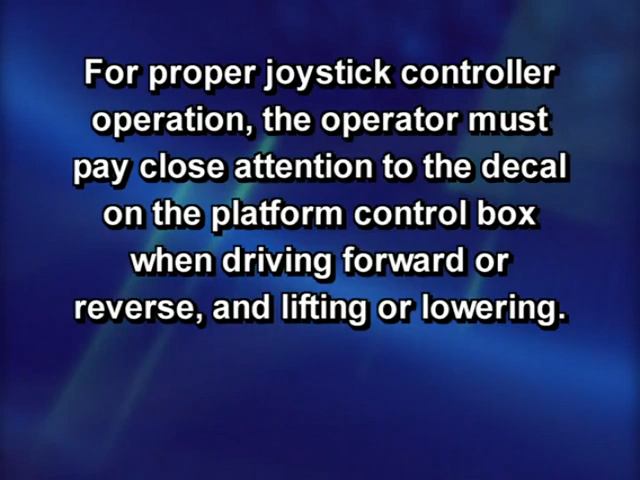 For proper joystick controller
operation, the operator must
pay close attention to the decal
on the platform control box
when driving forward or
reverse, and lifting or lowering.